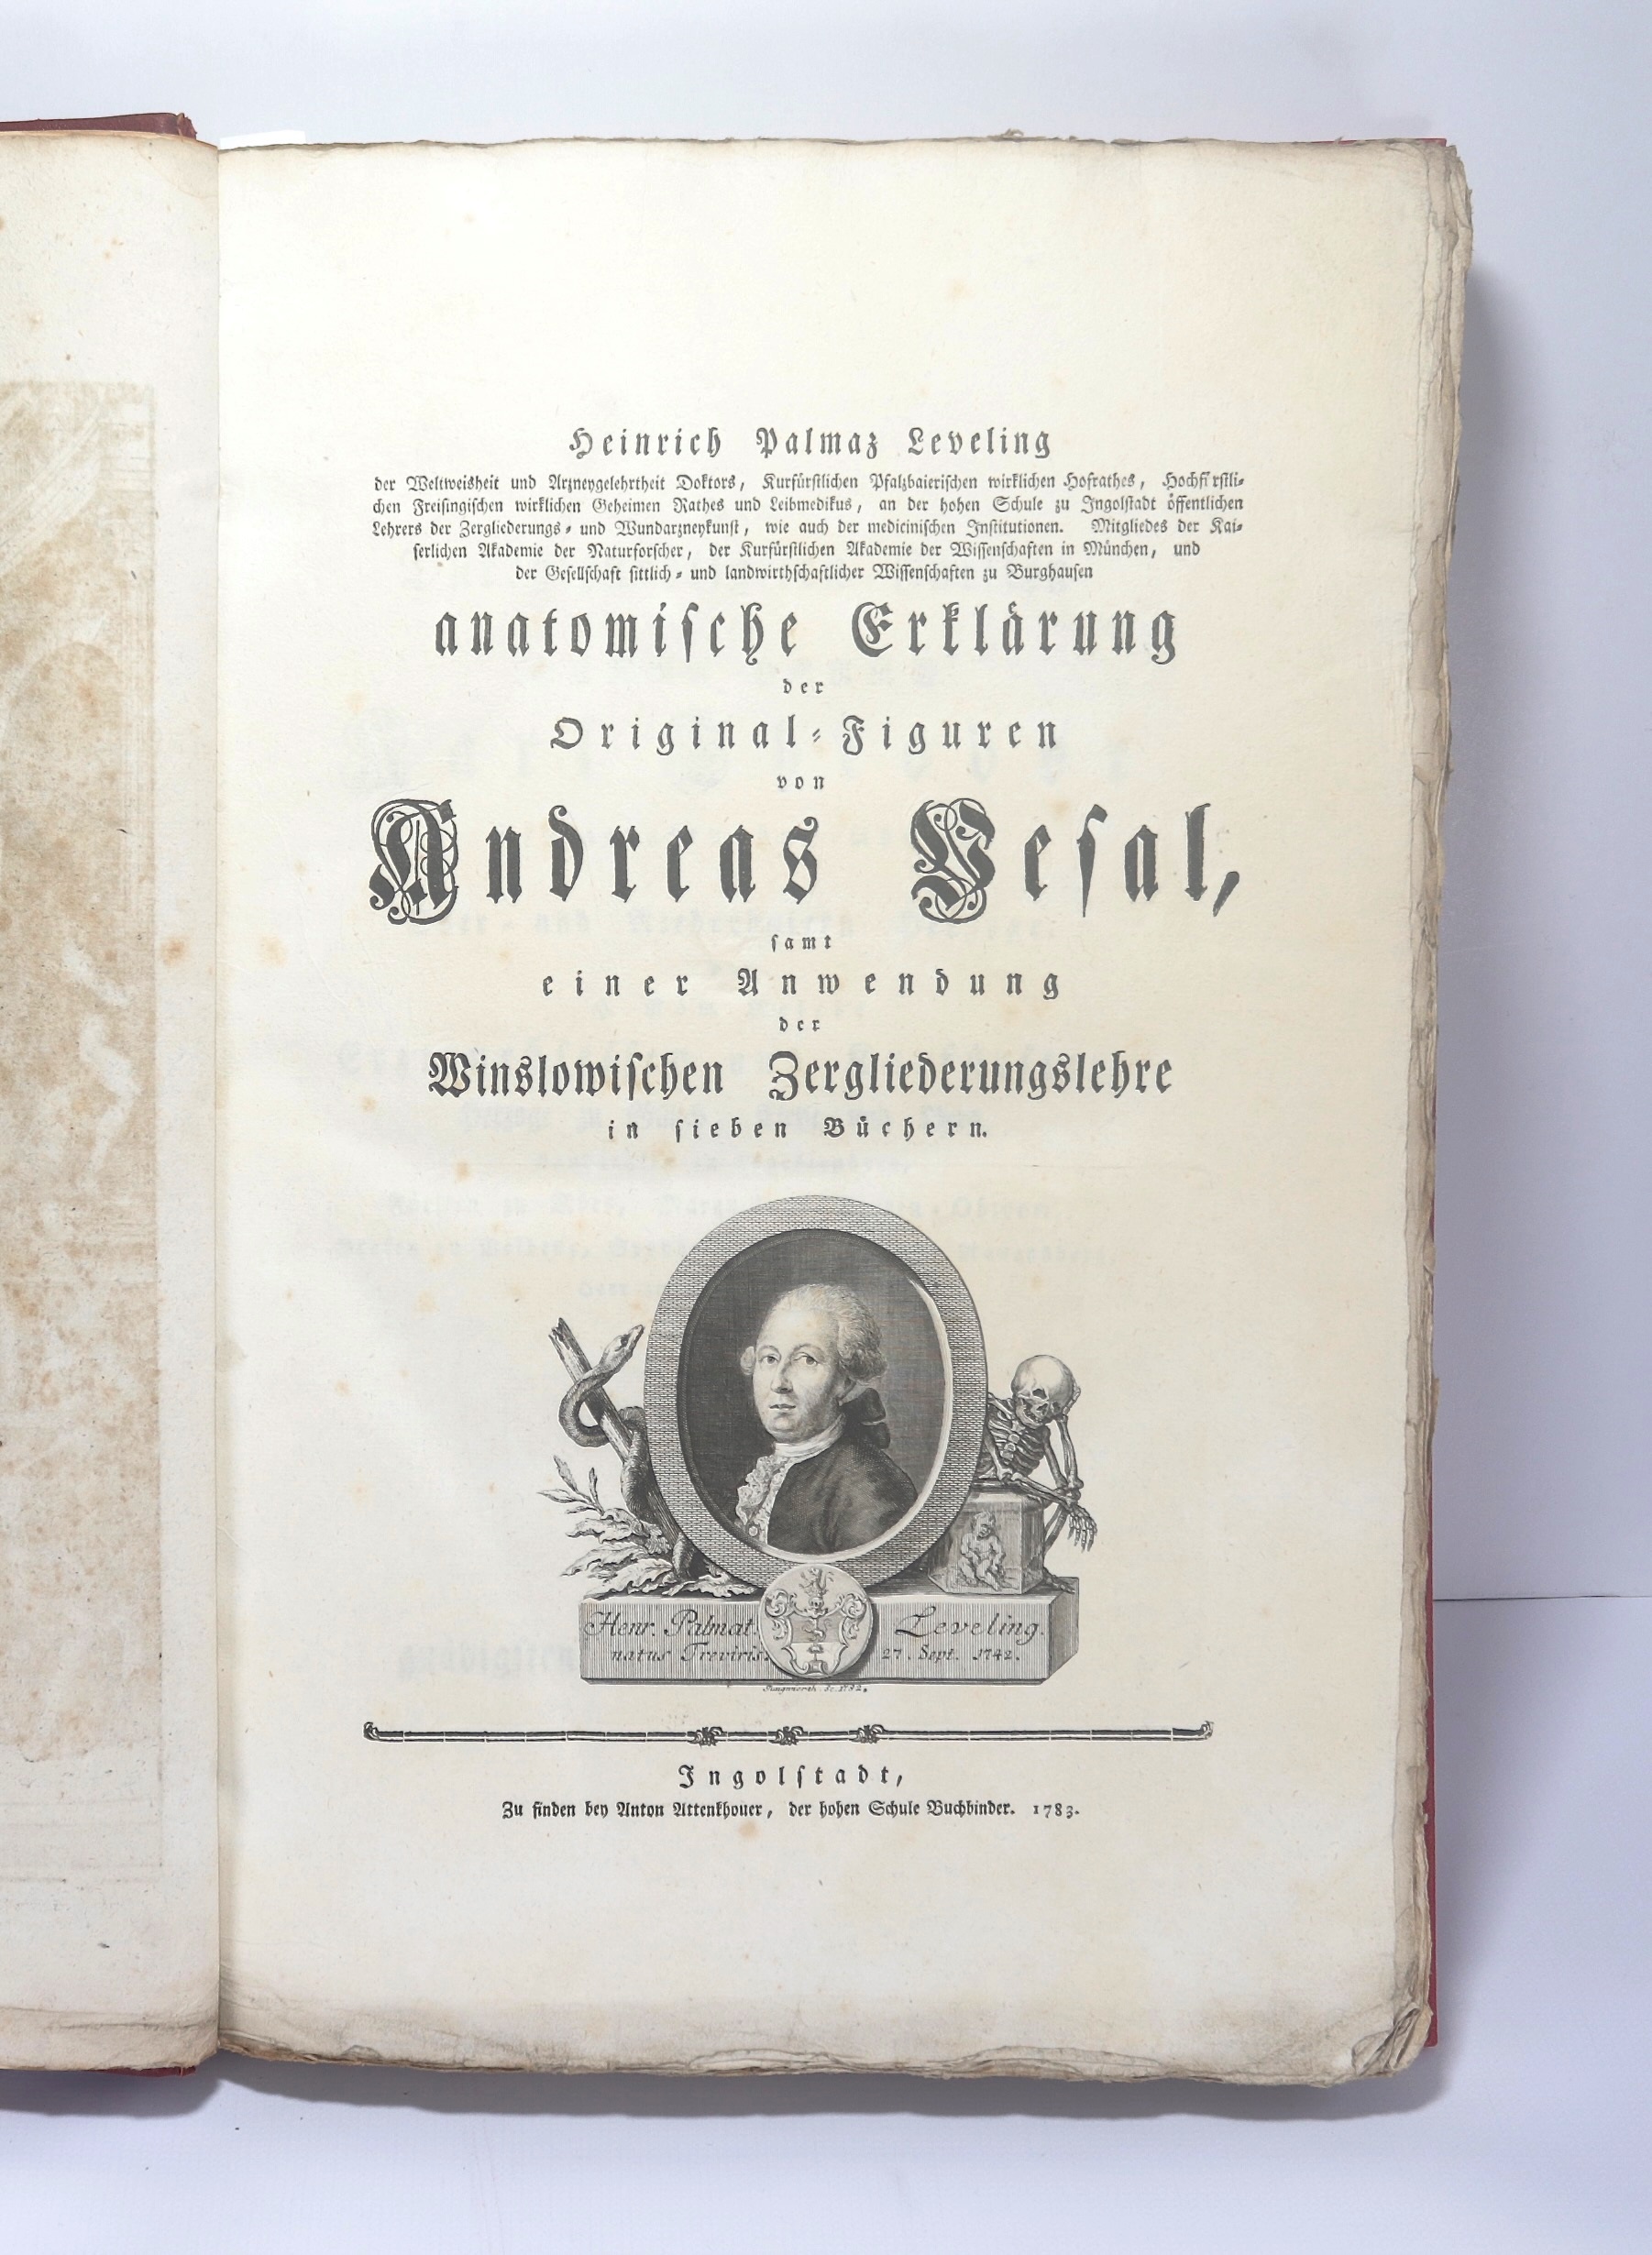 Heinrich Palmaz Leveling
der Weltweisheit und Arzneygelehrtheit Doktors, Kurfürstlichen Pfalzbaierischen wirklichen Hofrathes, Hochfürstli-
chen Freisingischen wirklichen Geheimen Rathes und Leibmedikus, an der hohen Schule zu Ingolstadt öffentlichen
Lehrers der Zergliederungs- und Wundarzneykunst, wie auch der medicinischen Institutionen. Mitgliedes der Kai-
serlichen Akademie der Naturforscher, der Kurfürstlichen Akademie der Wissenschaften in München, und
der Gesellschaft sittlich- und landwirthschaftlicher Wissenschaften zu Burghausen
anatomische Erklärung
der
Original-Figuren
von
Andreas Vesal,
samt
einer Anwendung
der
Winslowischen Zergliederungslehre
in sieben Büchern.
Henr. Palmat. Leveling.
natus Treviris. 27. Sept. 1742.
Jungwierth Sc. 1782.
Ingolstadt,
Zu finden bey Anton Attenkhouer, der hohen Schule Buchbinder. 1783.